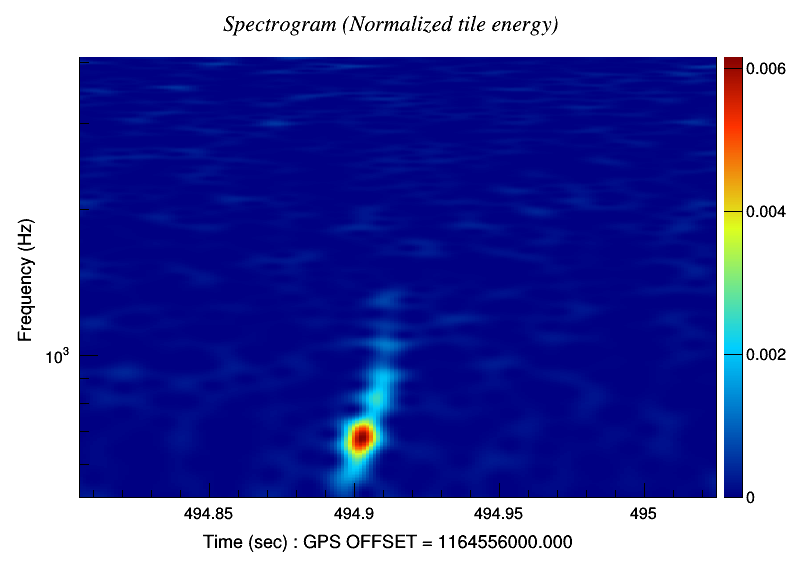 Spectrogram (Normalized tile energy)
0.006
0.004
0.002
0
Frequency (Hz)
10³
494.85 494.9 494.95 495
Time (sec) : GPS OFFSET = 1164556000.000